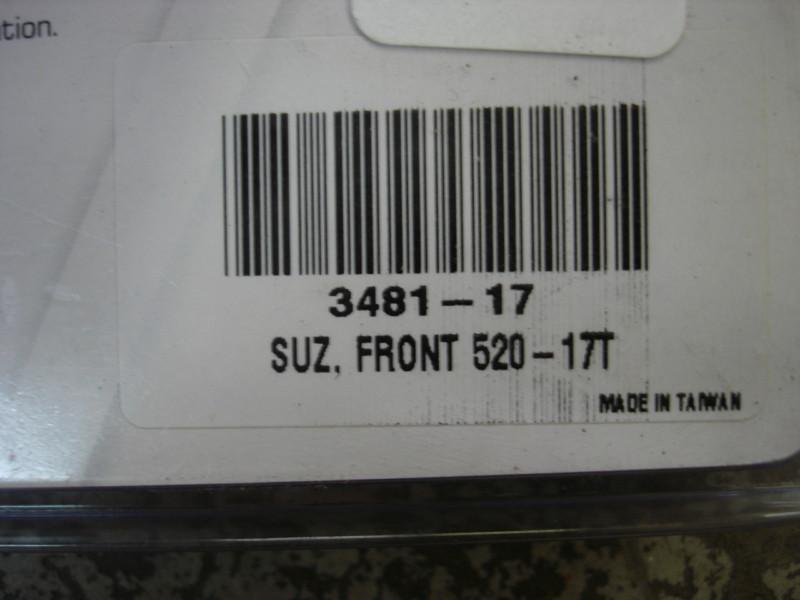 tion.
3481-17
SUZ, FRONT 520-17T
MADE IN TAIWAN